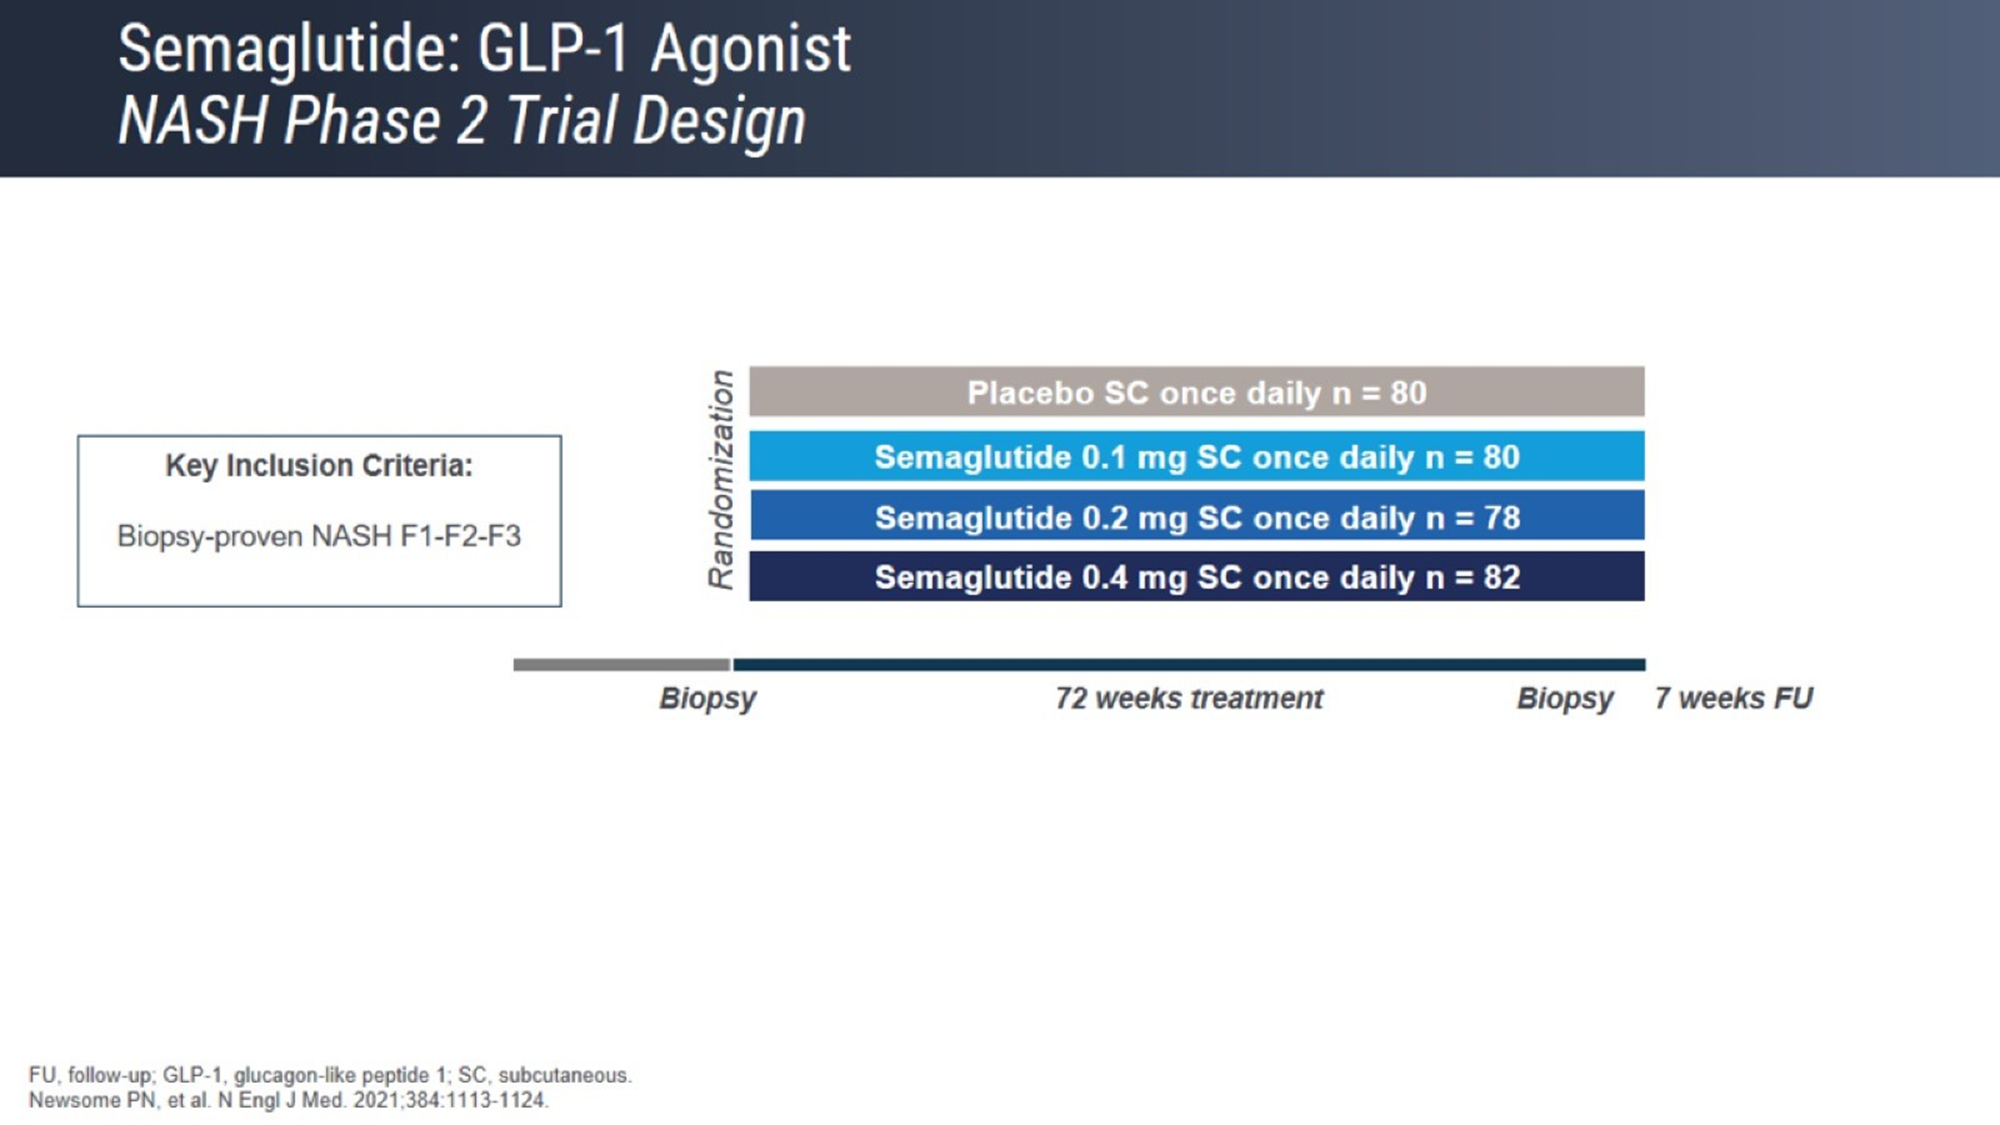 Semaglutide: GLP-1 Agonist
NASH Phase 2 Trial Design
Key Inclusion Criteria:
Biopsy-proven NASH F1-F2-F3
Randomization
Placebo SC once daily n = 80
Semaglutide 0.1 mg SC once daily n = 80
Semaglutide 0.2 mg SC once daily n = 78
Semaglutide 0.4 mg SC once daily n = 82
Biopsy 72 weeks treatment Biopsy 7 weeks FU
FU, follow-up; GLP-1, glucagon-like peptide 1; SC, subcutaneous.
Newsome PN, et al. N Engl J Med. 2021;384:1113-1124.